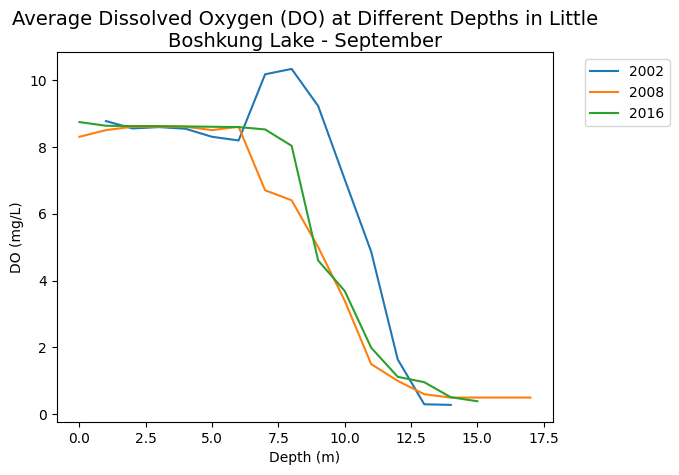 Average Dissolved Oxygen (DO) at Different Depths in Little
Boshkung Lake - September
2002
2008
2016
10
8
6
4
2
0
DO (mg/L)
0.0 2.5 5.0 7.5 10.0 12.5 15.0 17.5
Depth (m)